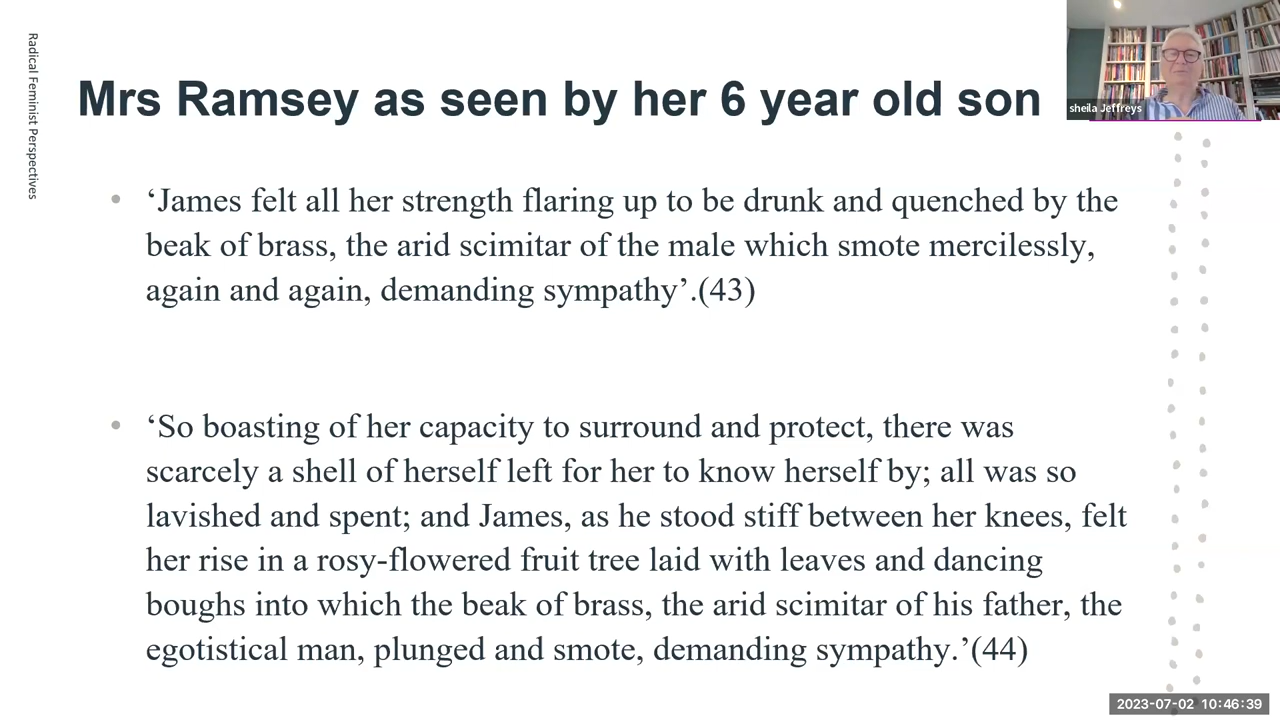 Radical Feminist Perspectives
Mrs Ramsey as seen by her 6 year old son
sheila Jeffreys
• ‘James felt all her strength flaring up to be drunk and quenched by the
beak of brass, the arid scimitar of the male which smote mercilessly,
again and again, demanding sympathy’.(43)
• ‘So boasting of her capacity to surround and protect, there was
scarcely a shell of herself left for her to know herself by; all was so
lavished and spent; and James, as he stood stiff between her knees, felt
her rise in a rosy-flowered fruit tree laid with leaves and dancing
boughs into which the beak of brass, the arid scimitar of his father, the
egotistical man, plunged and smote, demanding sympathy.’(44)
2023-07-02 10:46:39